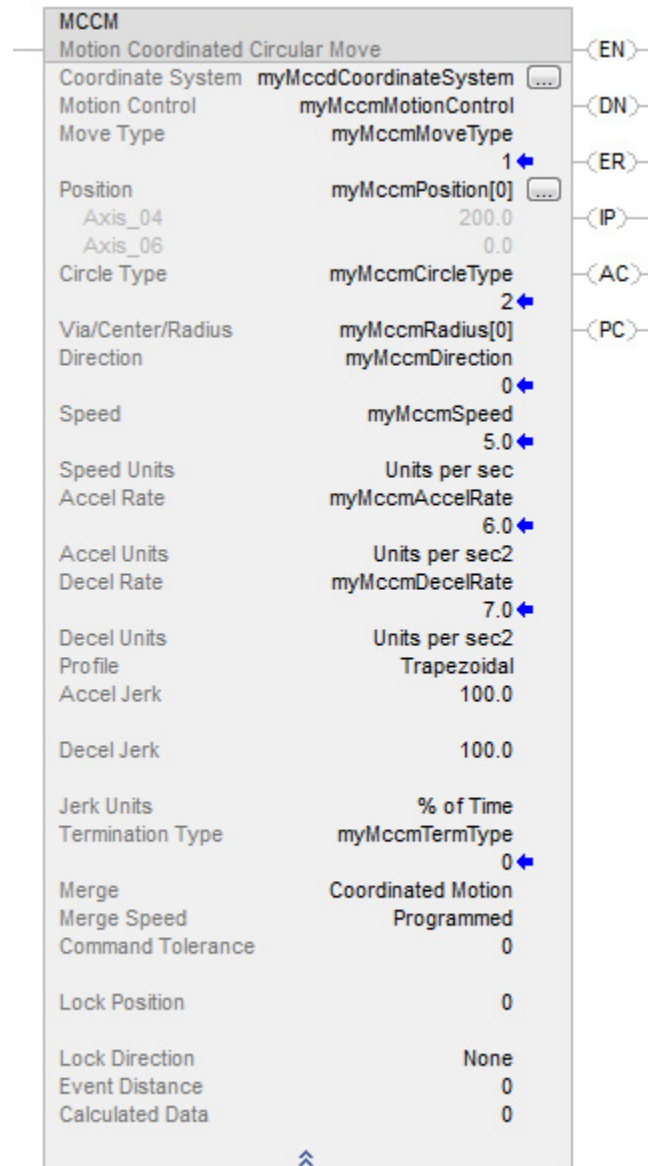 MCCM
Motion Coordinated Circular Move (EN)
Coordinate System myMccdCoordinateSystem ...
Motion Control myMccmMotionControl (DN)
Move Type myMccmMoveType
1 (ER)
Position myMccmPosition[0] ...
Axis_04 200.0 (IP)
Axis_06 0.0
Circle Type myMccmCircleType (AC)
2
Via/Center/Radius myMccmRadius[0] (PC)
Direction myMccmDirection
0
Speed myMccmSpeed
5.0
Speed Units Units per sec
Accel Rate myMccmAccelRate
6.0
Accel Units Units per sec2
Decel Rate myMccmDecelRate
7.0
Decel Units Units per sec2
Profile Trapezoidal
Accel Jerk 100.0
Decel Jerk 100.0
Jerk Units % of Time
Termination Type myMccmTermType
0
Merge Coordinated Motion
Merge Speed Programmed
Command Tolerance 0
Lock Position 0
Lock Direction None
Event Distance 0
Calculated Data 0